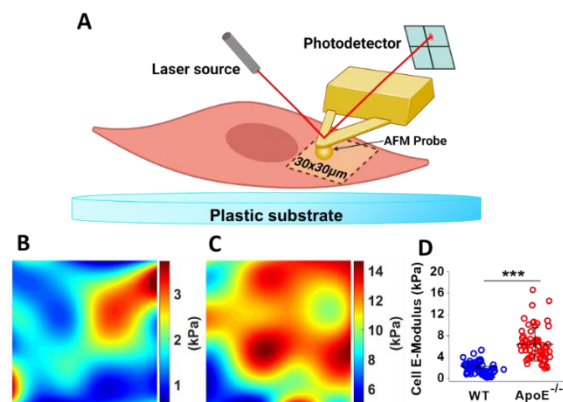 A
Photodetector
Laser source
AFM Probe
30x30μm
Plastic substrate
B
C
D
3
2
1
(kPa)
14
12
10
8
6
(kPa)
Cell E-Modulus (kPa)
20
16
12
8
4
0
***
WT
ApoE⁻/⁻